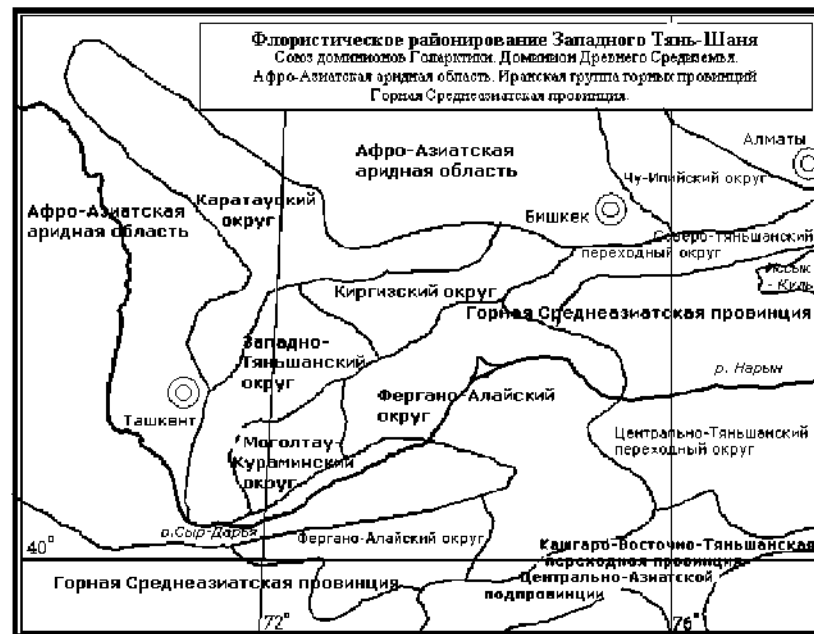 Флористическое районирование Западного Тянь-Шаня
Союз доминионов Голарктики. Доминион Древнего Средиземья.
Афро-Азиатская аридная область. Иранская группа горных провинций
Горная Среднеазиатская провинция.
Алматы
Афро-Азиатская
аридная область
Чу-Илийский округ
Каратауский
округ
Афро-Азиатская
аридная область
Бишкек
Северо-тяньшанский
переходный округ
Иссык
- Куль
Киргизский округ
Горная Среднеазиатская провинция
Западно-
Тяньшанский
округ
р. Нарын
Фергано-Алайский
округ
Ташкент
Центрально-Тяньшанский
переходный округ
Моголтау-
Кураминский
округ
р.Сыр-Дарья
Фергано-Алайский округ
40°
Кашгаро-Восточно-Тяньшанская
переходная провинция
Центрально-Азиатской
подпровинции
Горная Среднеазиатская провинция
72°
76°